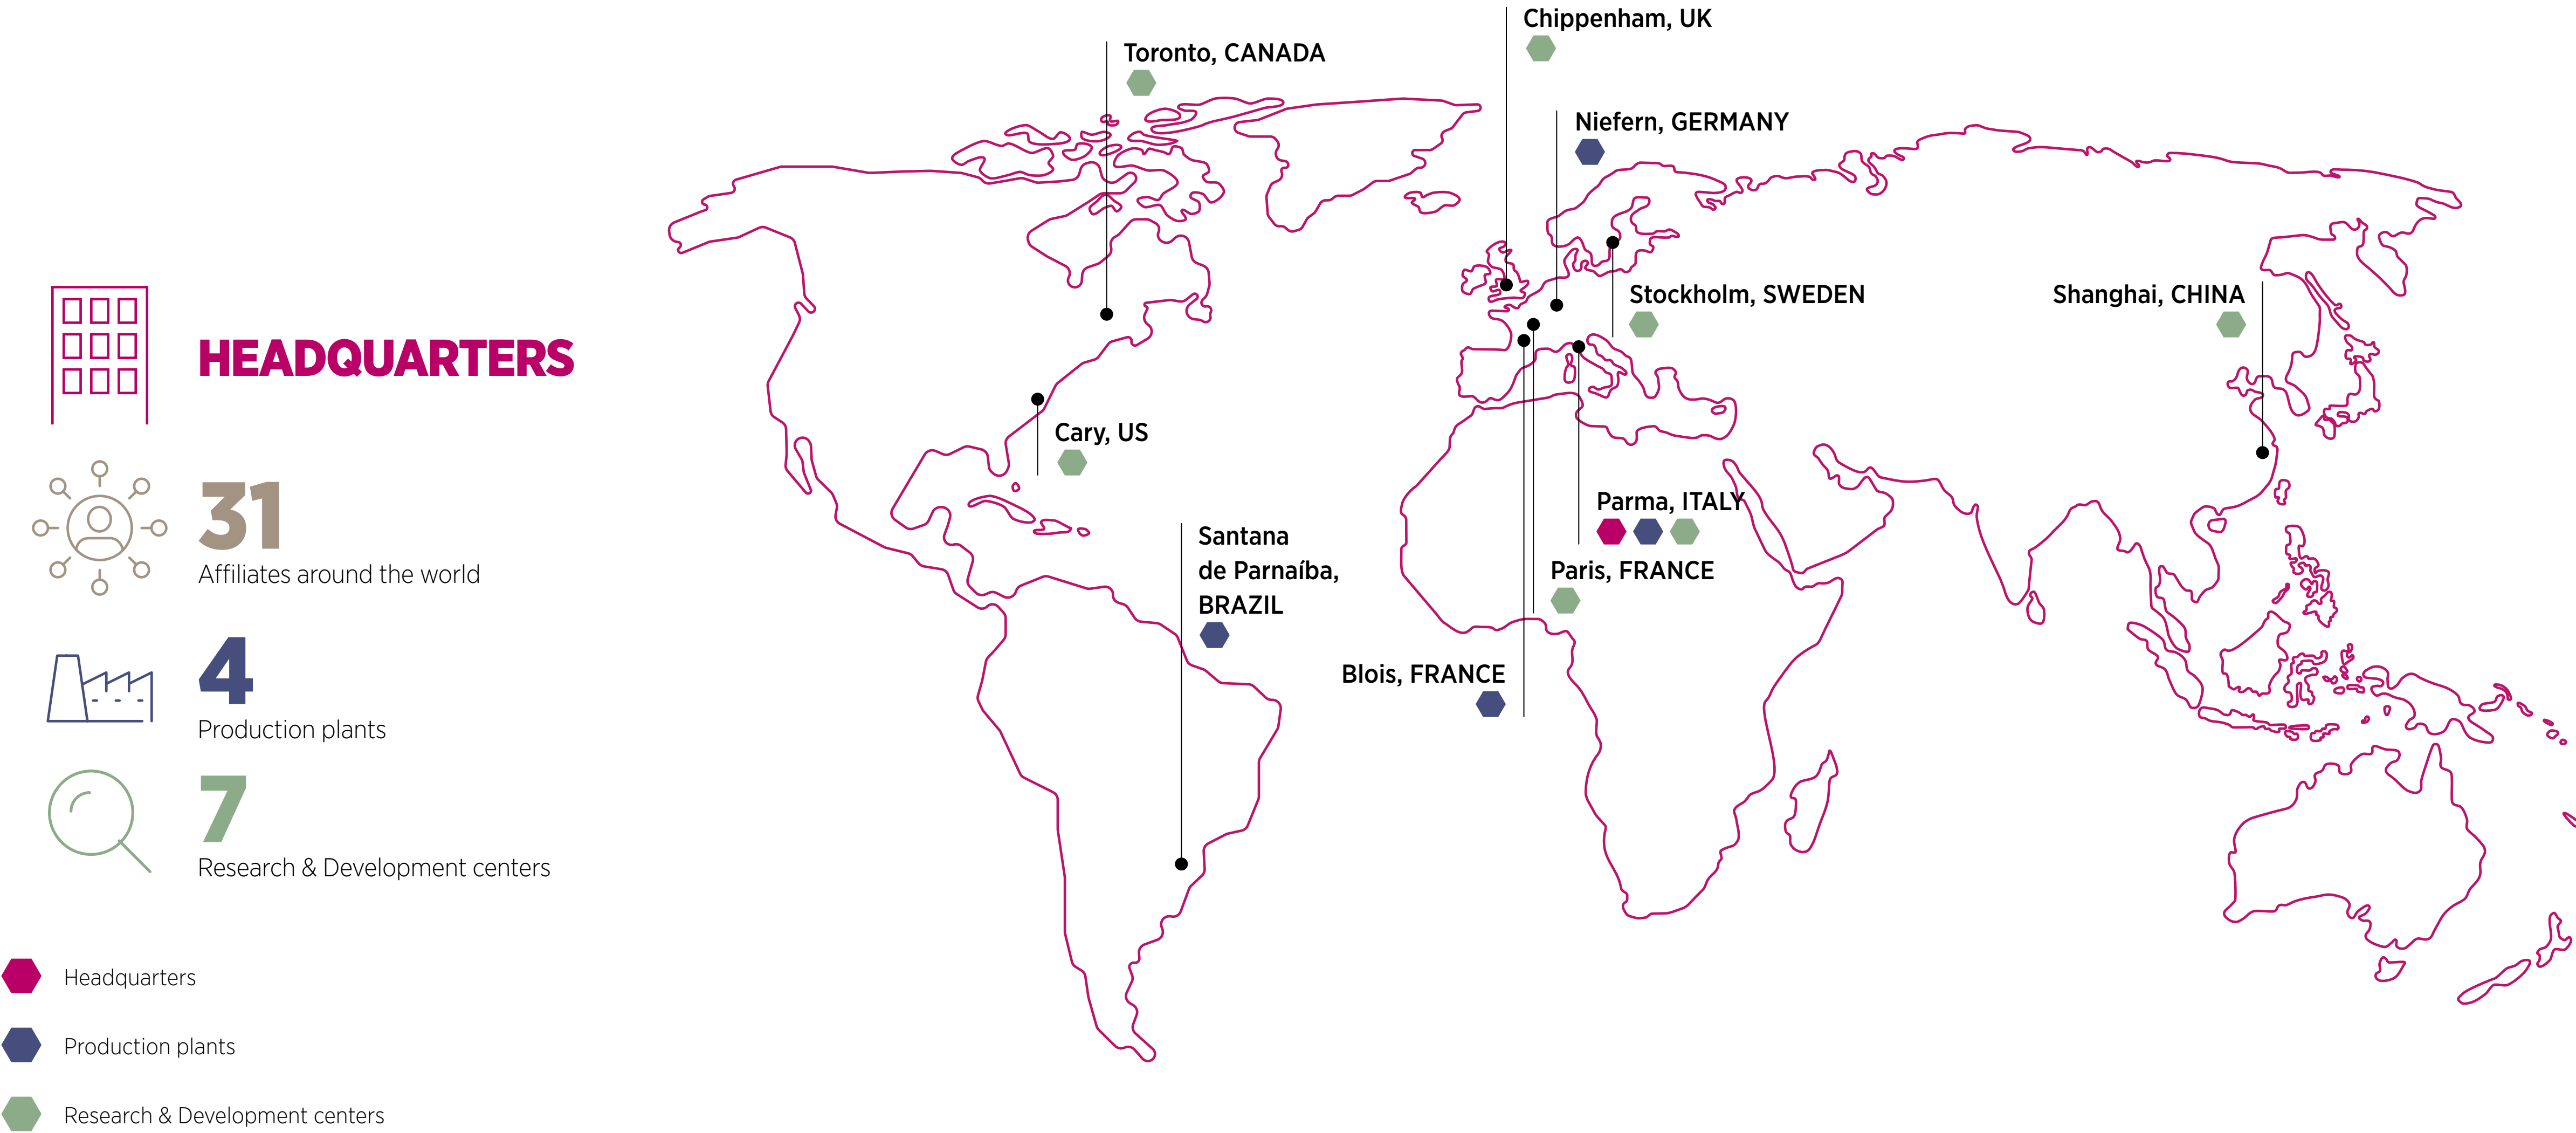 HEADQUARTERS
31
Affiliates around the world
4
Production plants
7
Research & Development centers
Headquarters
Production plants
Research & Development centers
Toronto, CANADA
Chippenham, UK
Niefern, GERMANY
Stockholm, SWEDEN
Shanghai, CHINA
Cary, US
Parma, ITALY
Santana
de Parnaíba,
BRAZIL
Paris, FRANCE
Blois, FRANCE